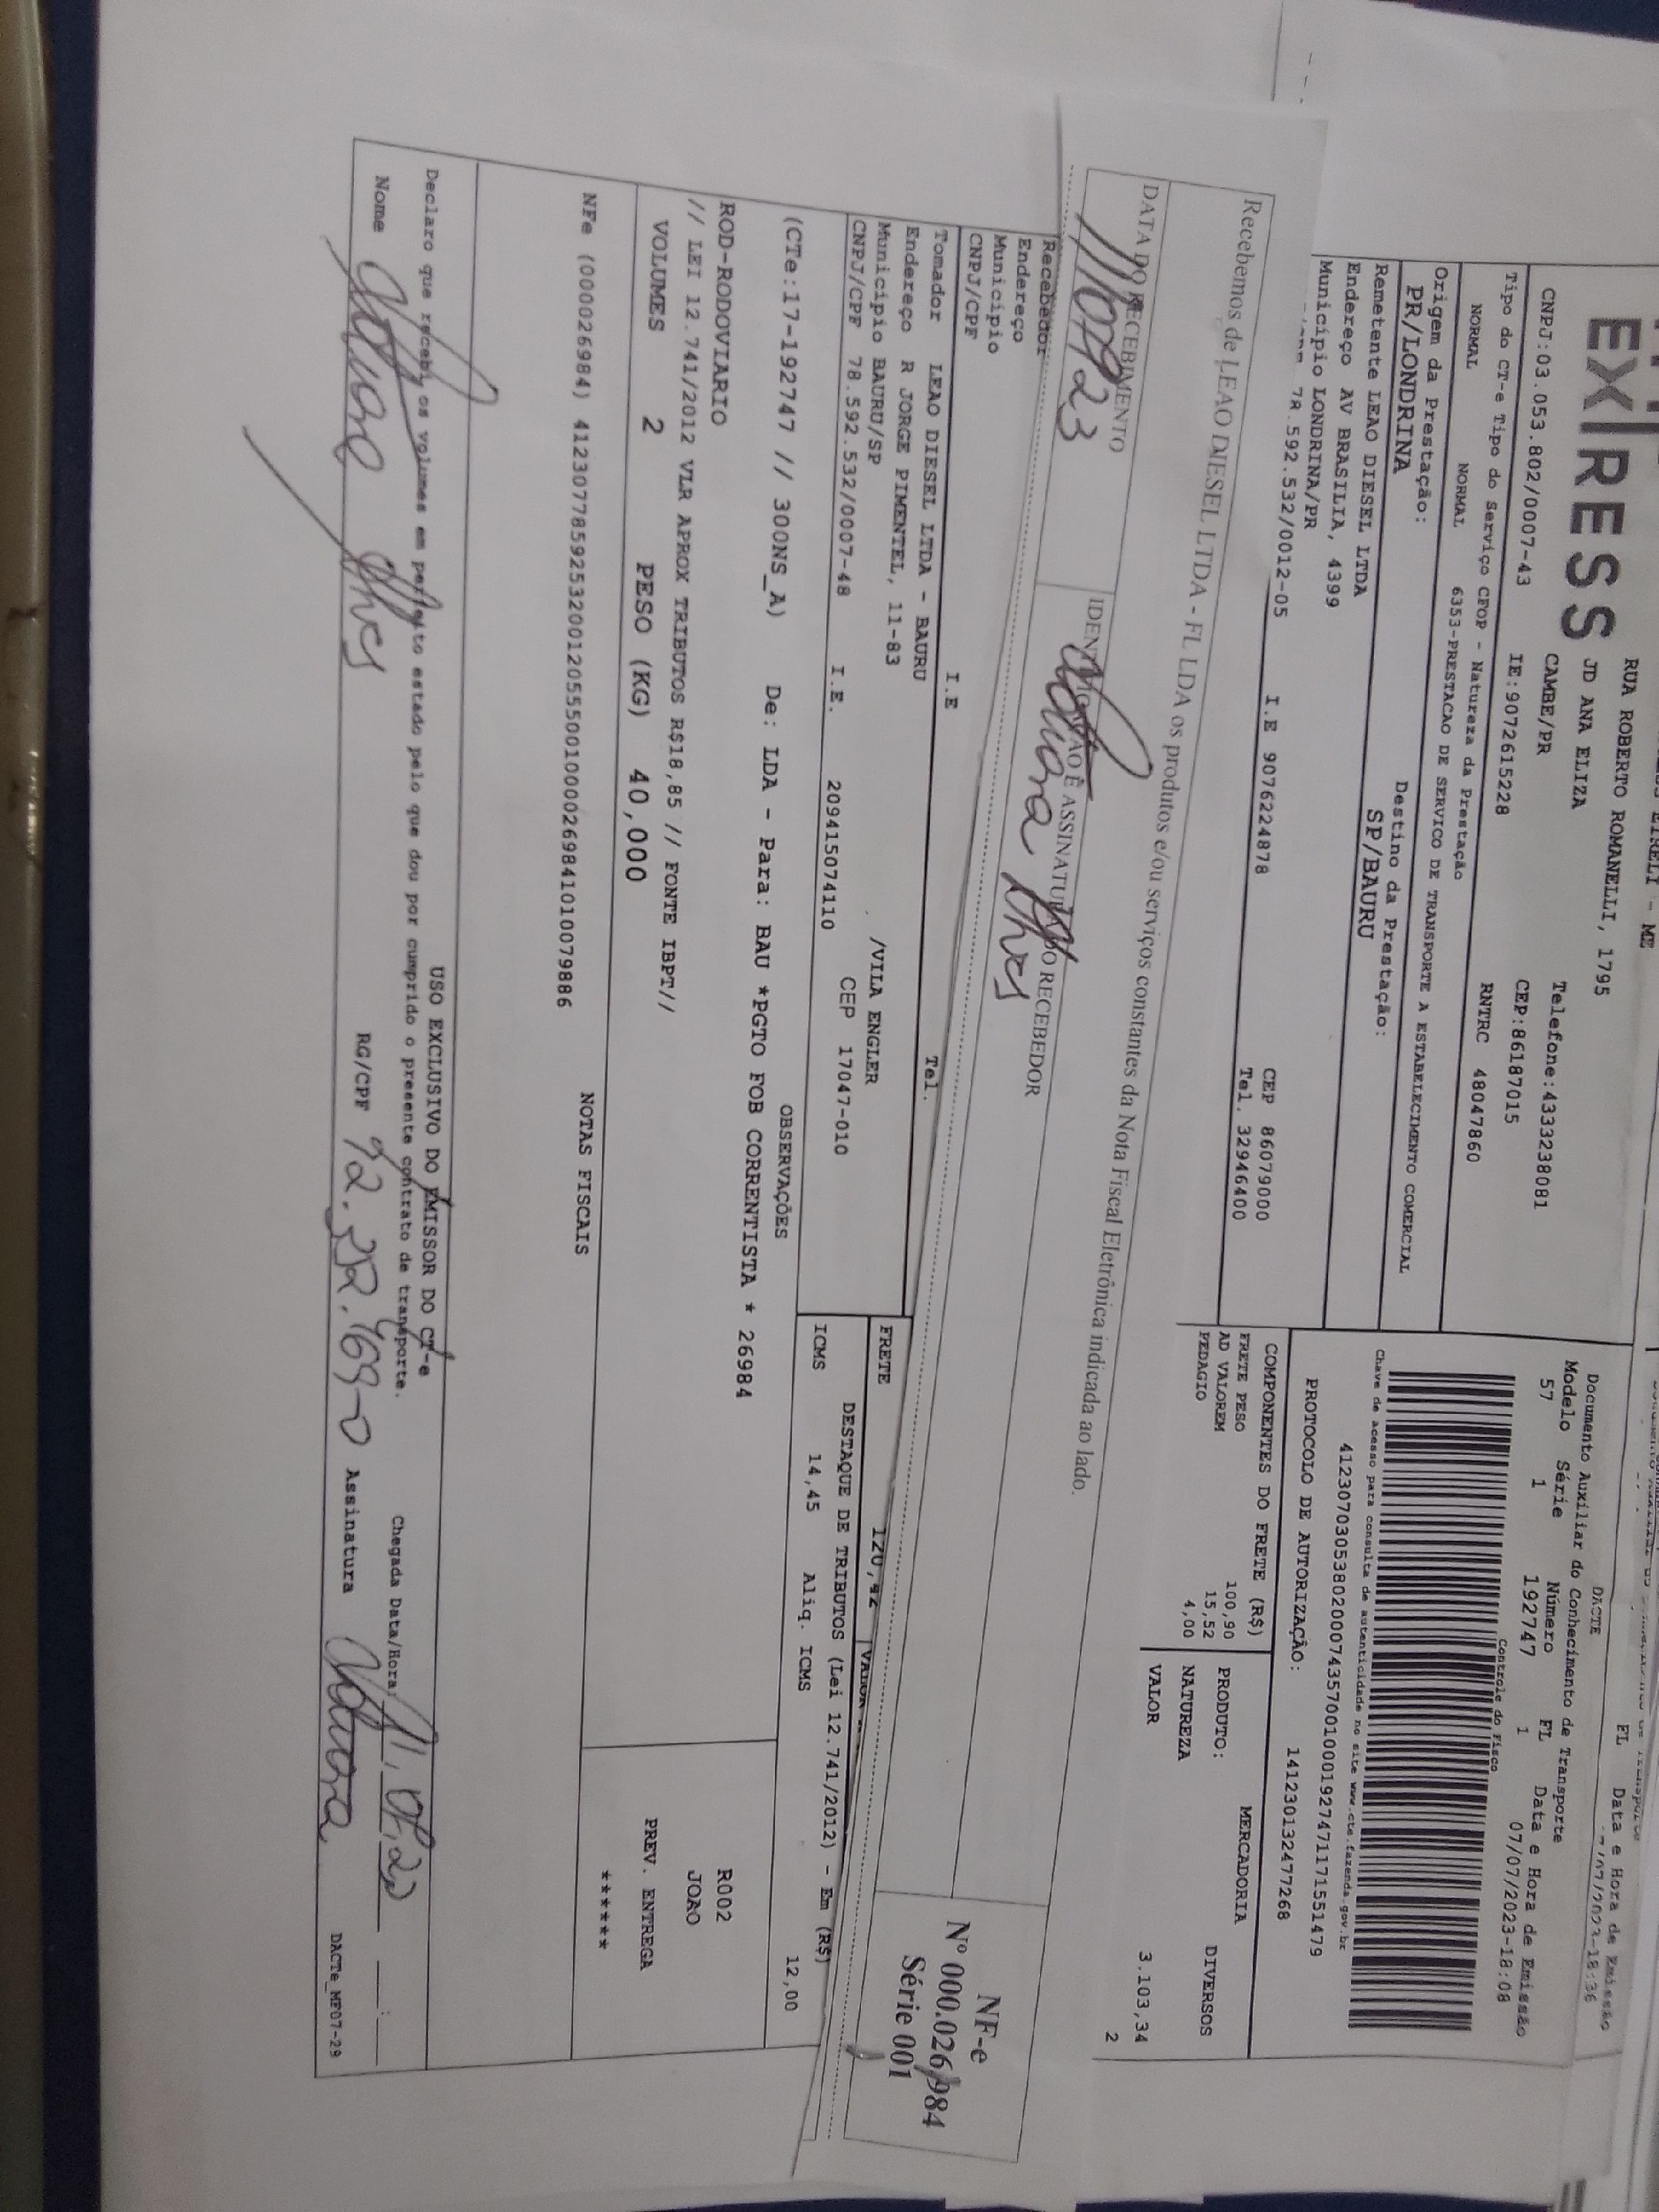 EIRELI - ME
RUA ROBERTO ROMANELLI, 1795
EXPRESS JD ANA ELIZA
CAMBE/PR Telefone:4333238081
CNPJ:03.053.802/0007-43 IE:9072615228 CEP:86187015
RNTRC 48047860
Tipo do CT-e Tipo do Serviço CFOP - Natureza da Prestação
NORMAL NORMAL 6353-PRESTACAO DE SERVICO DE TRANSPORTE A ESTABELECIMENTO COMERCIAL
Origem da Prestação: Destino da Prestação:
PR/LONDRINA SP/BAURU
Remetente LEAO DIESEL LTDA
Endereço AV BRASILIA, 4399
Município LONDRINA/PR CEP 86079000
78.592.532/0012-05 I.E 9076224878 Tel. 32946400
FL Data e Hora de Emissão
DACTE
Documento Auxiliar do Conhecimento de Transporte
Modelo Série Número FL Data e Hora de Emissão
57 1 192747 1 07/07/2023-18:08
Controle do Fisco
Chave de acesso para consulta de autenticidade no site www.cte.fazenda.gov.br
41230703053802000743570010001927471171551479
PROTOCOLO DE AUTORIZAÇÃO: 141230132477268
COMPONENTES DO FRETE (R$)
FRETE PESO 100,90
AD VALOREM 15,52
PEDAGIO 4,00
MERCADORIA
PRODUTO: DIVERSOS
NATUREZA
VALOR 3.103,34
2
Recebemos de LEAO DIESEL LTDA - FL LDA os produtos e/ou serviços constantes da Nota Fiscal Eletrônica indicada ao lado.
DATA DO RECEBIMENTO
IDENTIFICAÇÃO E ASSINATURA DO RECEBEDOR
NF-e
Nº 000.026.984
Série 001
Recebedor
Endereço
Município
CNPJ/CPF I.E Tel.
Tomador LEAO DIESEL LTDA - BAURU
Endereço R JORGE PIMENTEL, 11-83 /VILA ENGLER
Município BAURU/SP CEP 17047-010
CNPJ/CPF 78.592.532/0007-48 I.E. 209415074110
FRETE 120,42
DESTAQUE DE TRIBUTOS (Lei 12.741/2012) - Em (R$)
ICMS 14,45 Aliq. ICMS 12,00
OBSERVAÇÕES
(CTe:17-192747 // 300NS_A) De: LDA - Para: BAU *PGTO FOB CORRENTISTA * 26984
ROD-RODOVIARIO
// LEI 12.741/2012 VLR APROX TRIBUTOS R$18,85 // FONTE IBPT//
VOLUMES 2 PESO (KG) 40,000
R002
JOAO
PREV. ENTREGA
*******
NOTAS FISCAIS
NFe (000026984) 41230778592532001205550010000269841010079886
USO EXCLUSIVO DO EMISSOR DO CT-e
Declaro que recebi os volumes em perfeito estado pelo que dou por cumprido o presente contrato de transporte.
Chegada Data/Hora
Nome RG/CPF Assinatura
DACTe_MF07-29